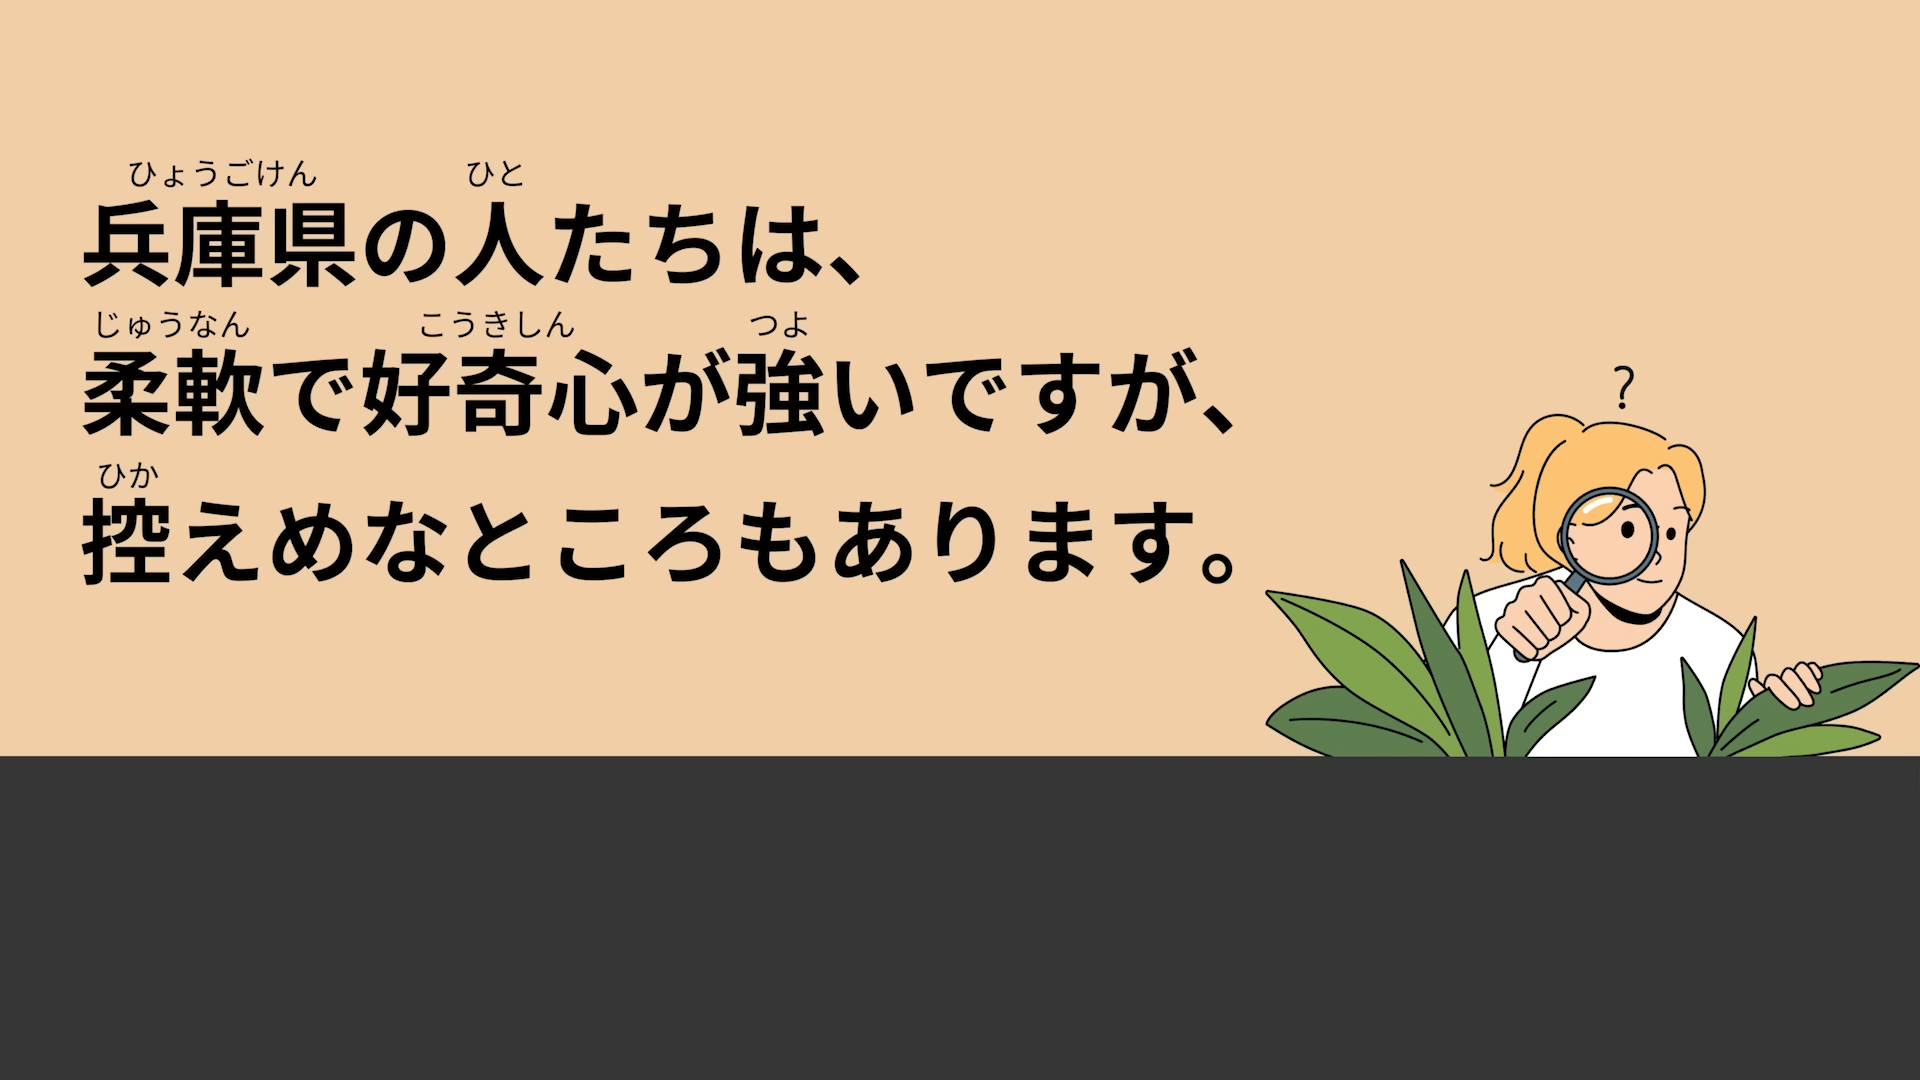 ひょうごけん ひと
兵庫県の人たちは、
じゅうなん こうきしん つよ
柔軟で好奇心が強いですが、
ひか
控えめなところもあります。
?